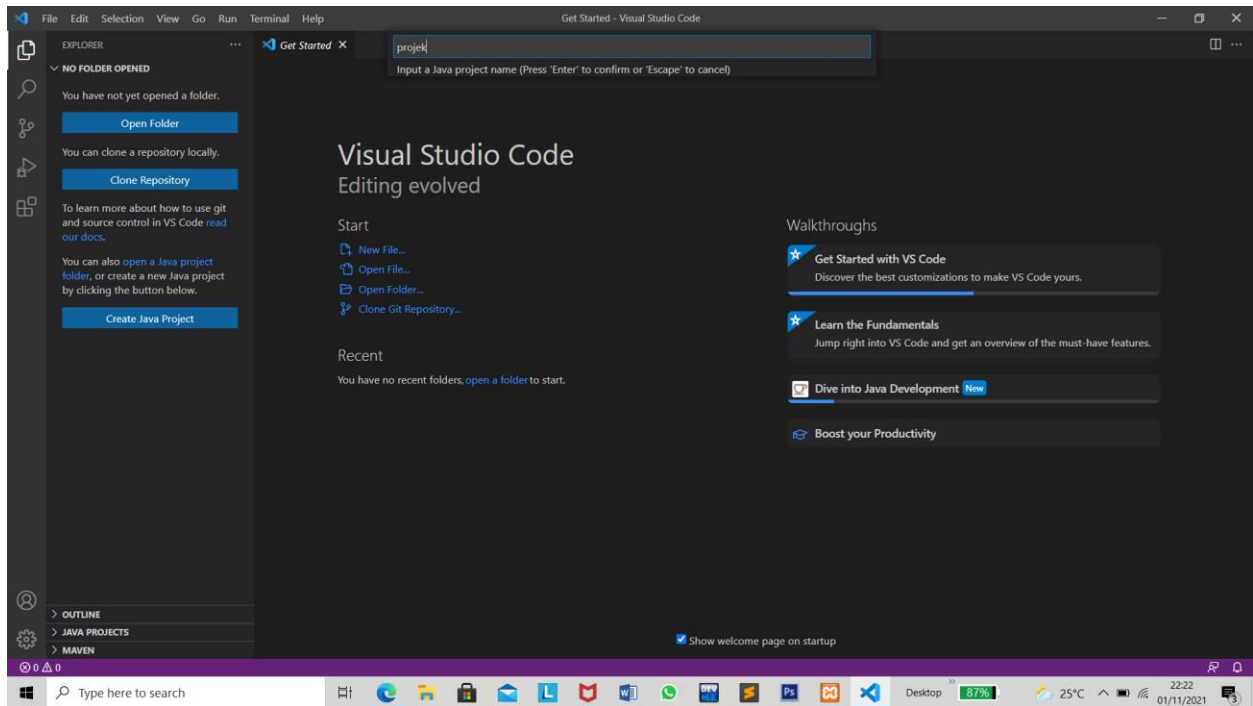 File Edit Selection View Go Run Terminal Help
Get Started - Visual Studio Code
EXPLORER
Get Started
projek
Input a Java project name (Press 'Enter' to confirm or 'Escape' to cancel)
NO FOLDER OPENED
You have not yet opened a folder.
Open Folder
You can clone a repository locally.
Clone Repository
To learn more about how to use git
and source control in VS Code read
our docs.
You can also open a Java project
folder, or create a new Java project
by clicking the button below.
Create Java Project
Visual Studio Code
Editing evolved
Start
New File...
Open File...
Open Folder...
Clone Git Repository...
Recent
You have no recent folders, open a folder to start.
Walkthroughs
Get Started with VS Code
Discover the best customizations to make VS Code yours.
Learn the Fundamentals
Jump right into VS Code and get an overview of the must-have features.
Dive into Java Development New
Boost your Productivity
OUTLINE
JAVA PROJECTS
MAVEN
Show welcome page on startup
0 0
Type here to search
L
W
DEV
Ps
Desktop
87%
25°C
22:22
01/11/2021
3